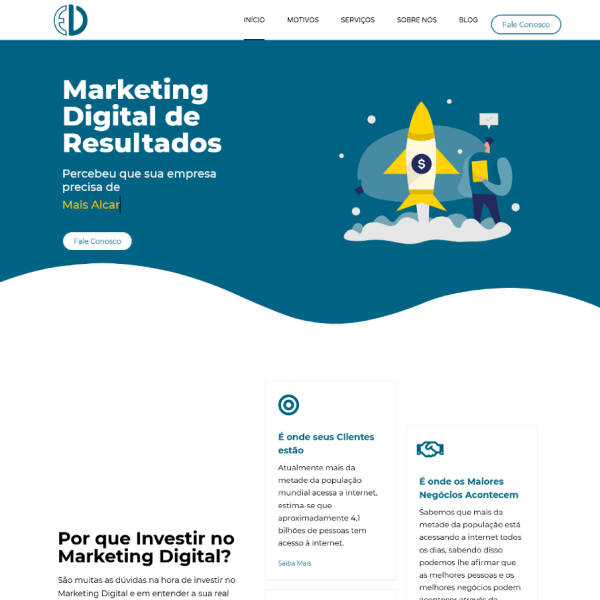 ED
INÍCIO
MOTIVOS
SERVIÇOS
SOBRE NÓS
BLOG
Fale Conosco
Marketing
Digital de
Resultados
Percebeu que sua empresa
precisa de
Mais Alcar
Fale Conosco
$
É onde seus Clientes
estão
Atualmente mais da
metade da população
mundial acessa a internet,
estima-se que
aproximadamente 4,1
bilhões de pessoas tem
acesso à internet.
Saiba Mais
É onde os Maiores
Negócios Acontecem
Sabemos que mais da
metade da população está
acessando a internet todos
os dias, sabendo disso
podemos lhe afirmar que
as melhores pessoas e os
melhores negócios podem
acontecer através da
Por que Investir no
Marketing Digital?
São muitas as dúvidas na hora de investir no
Marketing Digital e em entender a sua real